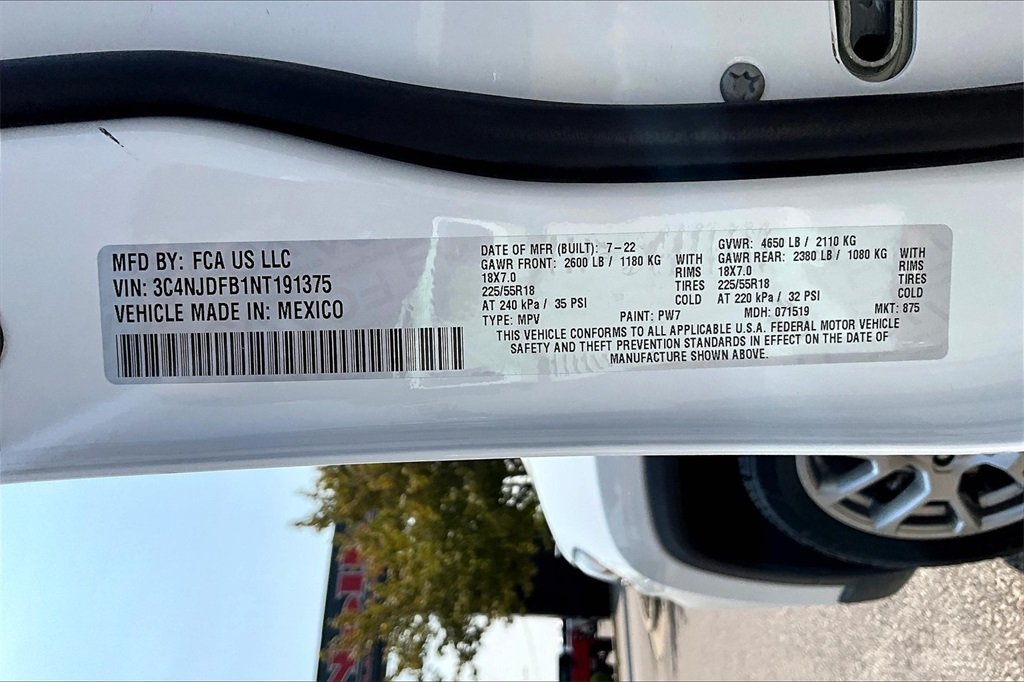 MFD BY: FCA US LLC
VIN: 3C4NJDFB1NT191375
VEHICLE MADE IN: MEXICO
DATE OF MFR (BUILT): 7-22
GAWR FRONT: 2600 LB / 1180 KG WITH
18X7.0 RIMS
225/55R18 TIRES
AT 240 kPa / 35 PSI COLD
GVWR: 4650 LB / 2110 KG
GAWR REAR: 2380 LB / 1080 KG WITH
18X7.0 RIMS
225/55R18 TIRES
AT 220 kPa / 32 PSI COLD
TYPE: MPV PAINT: PW7 MDH: 071519 MKT: 875
THIS VEHICLE CONFORMS TO ALL APPLICABLE U.S.A. FEDERAL MOTOR VEHICLE
SAFETY AND THEFT PREVENTION STANDARDS IN EFFECT ON THE DATE OF
MANUFACTURE SHOWN ABOVE.